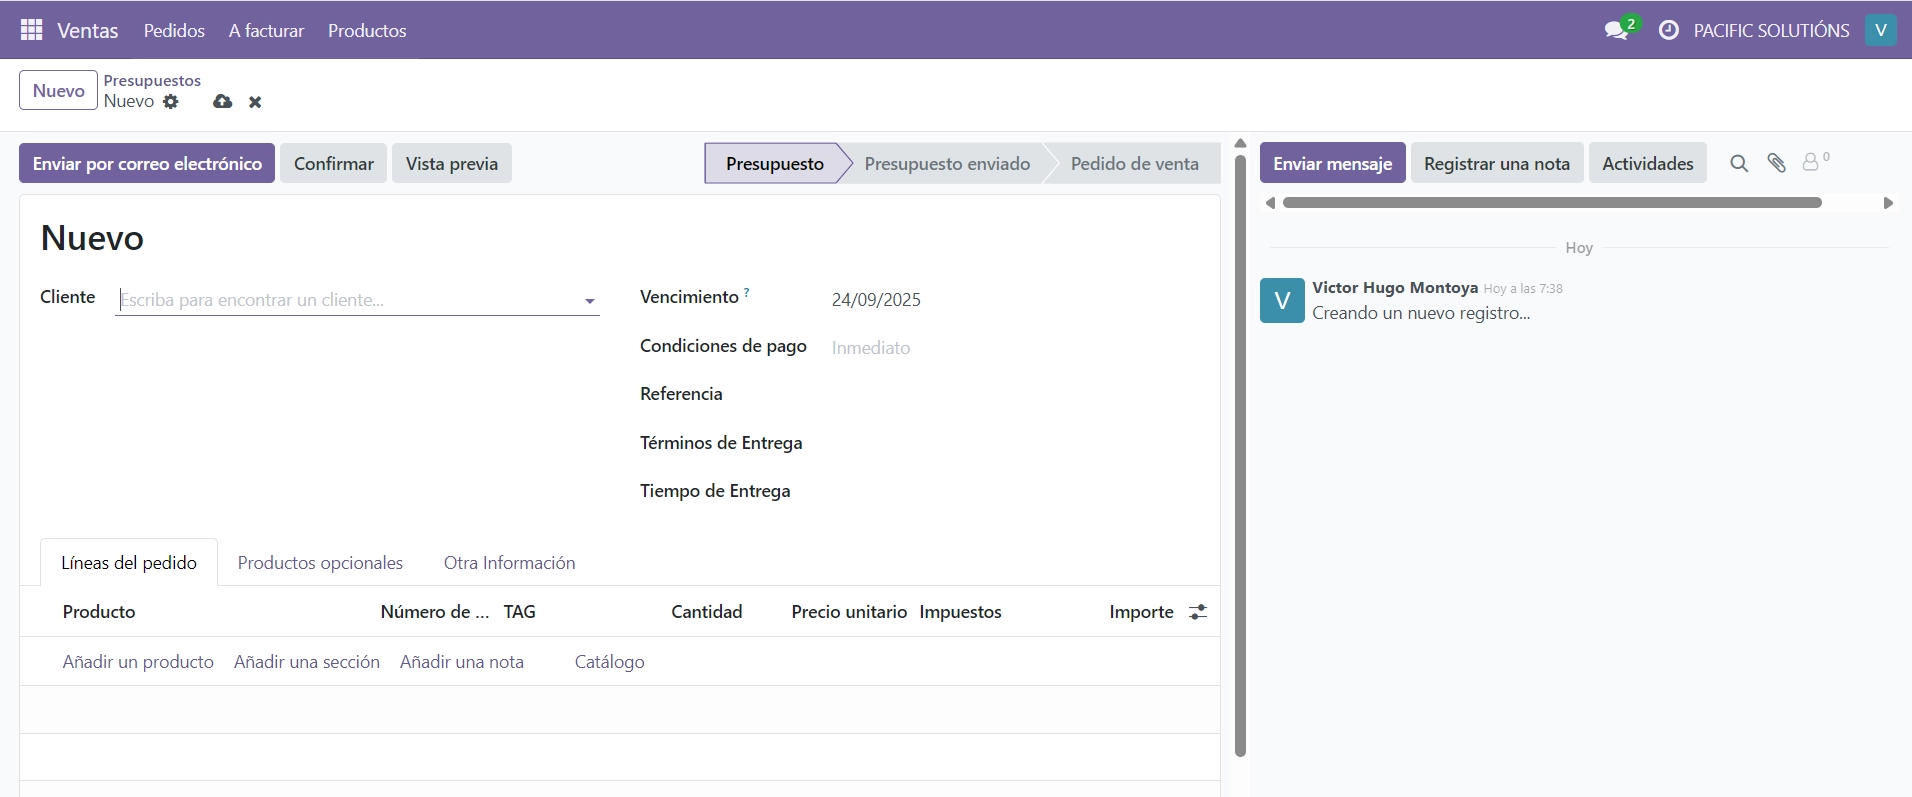 Ventas Pedidos A facturar Productos 2 PACIFIC SOLUTIÓNS V
Nuevo Presupuestos
Nuevo
Enviar por correo electrónico Confirmar Vista previa Presupuesto Presupuesto enviado Pedido de venta
Enviar mensaje Registrar una nota Actividades 0
Nuevo
Hoy
Cliente Escriba para encontrar un cliente...
Vencimiento ? 24/09/2025
Condiciones de pago Inmediato
Referencia
Términos de Entrega
Tiempo de Entrega
V Victor Hugo Montoya Hoy a las 7:38
Creando un nuevo registro...
Líneas del pedido Productos opcionales Otra Información
Producto Número de ... TAG Cantidad Precio unitario Impuestos Importe
Añadir un producto Añadir una sección Añadir una nota Catálogo